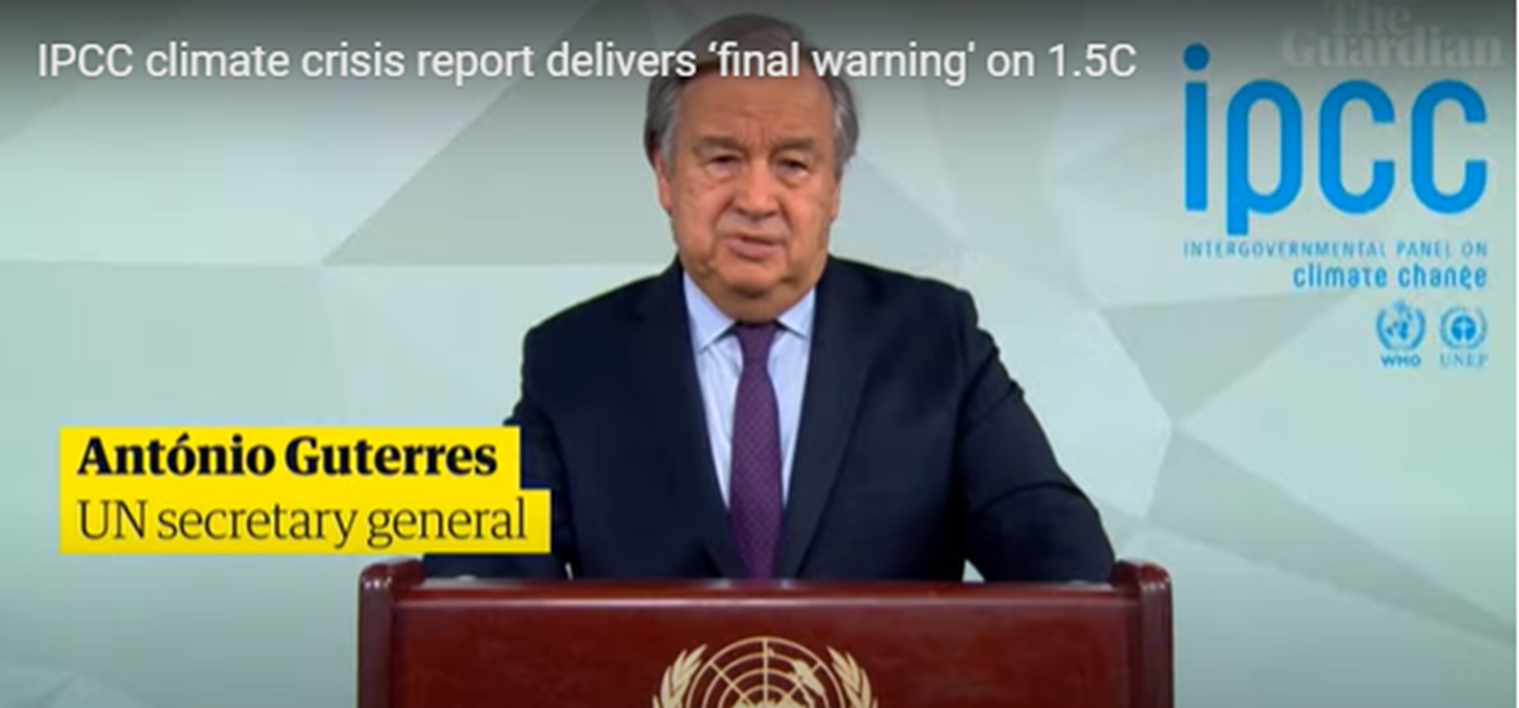 IPCC climate crisis report delivers ‘final warning' on 1.5C
The
Guardian
ipcc
INTERGOVERNMENTAL PANEL ON
climate change
WMO UNEP
António Guterres
UN secretary general